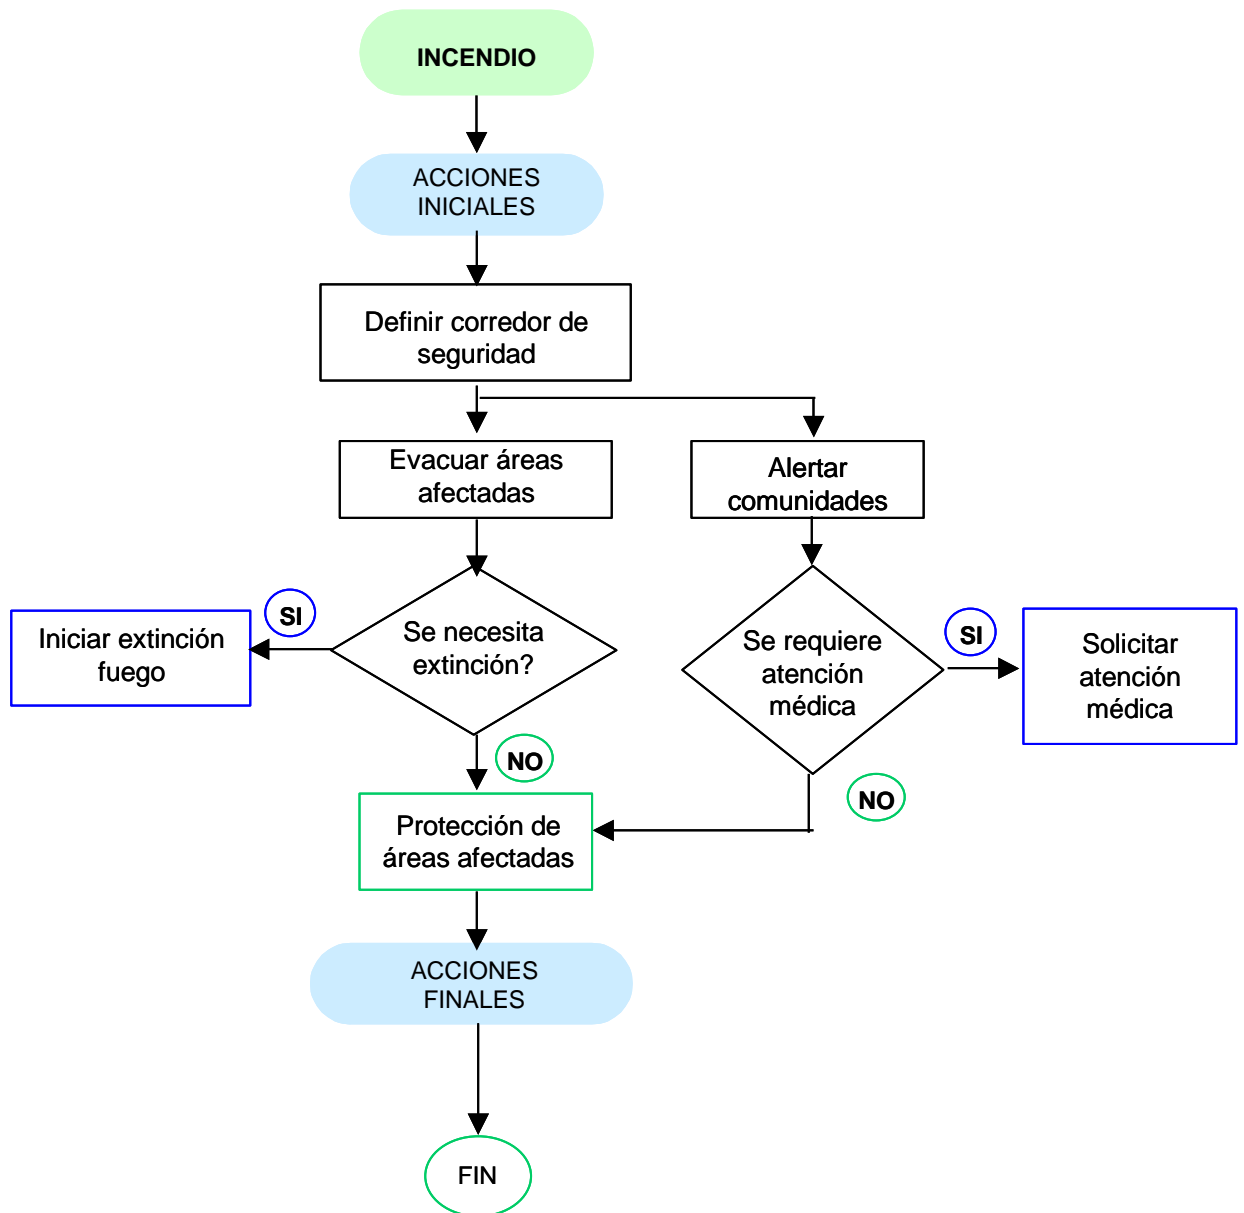 INCENDIO
ACCIONES
INICIALES
Definir corredor de
seguridad
Evacuar áreas
afectadas
Alertar
comunidades
Iniciar extinción
fuego
SI
Se necesita
extinción?
Se requiere
atención
médica
SI
Solicitar
atención
médica
NO
NO
Protección de
áreas afectadas
ACCIONES
FINALES
FIN